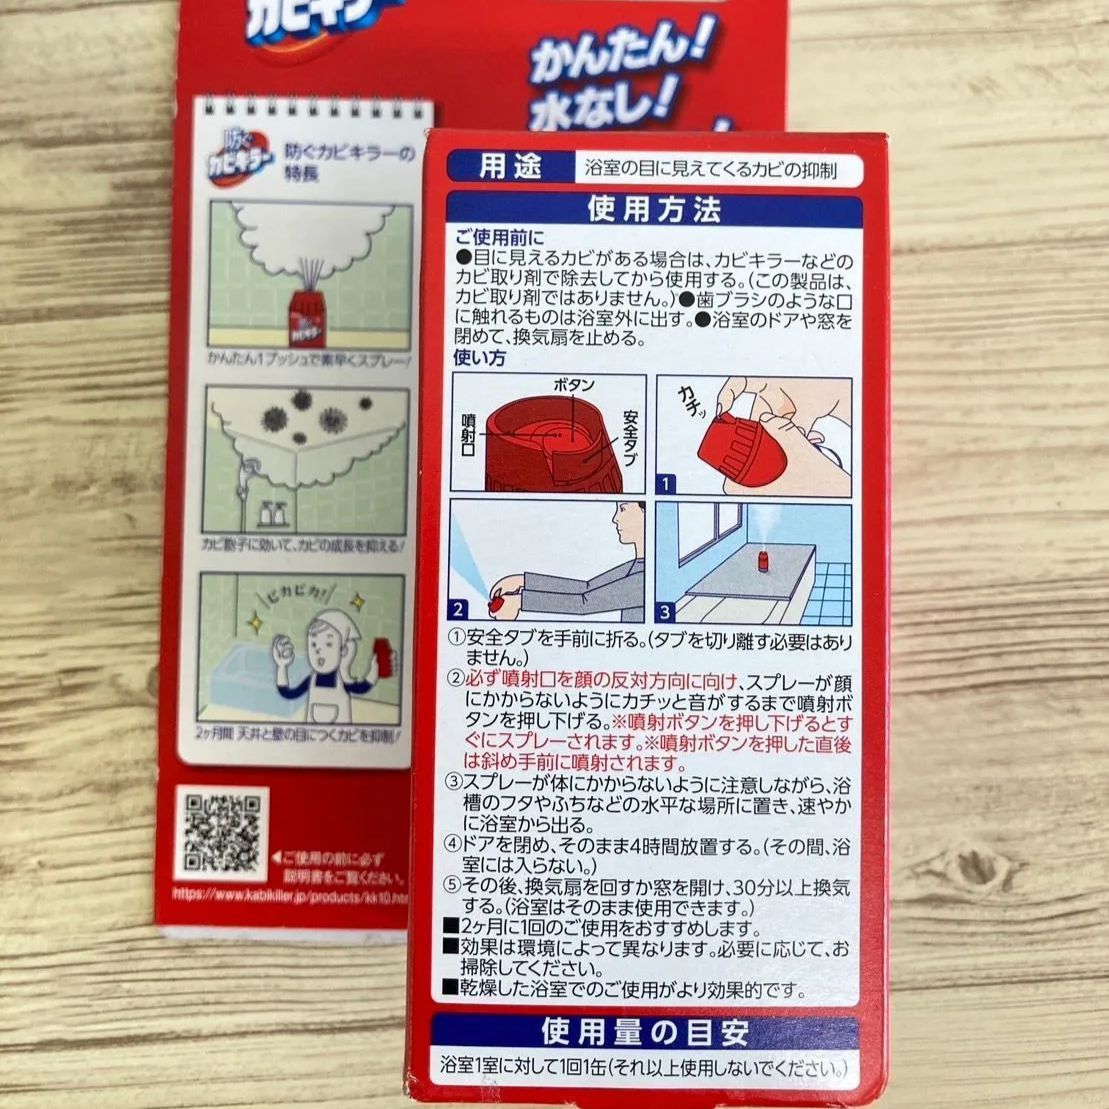 カビキラー
かんたん!
水なし!
防ぐ
カビキラー
防ぐカビキラーの
特長
かんたん1プッシュで素早くスプレー!
カビ胞子に効いて、カビの成長を抑える!
ピカピカ!
2ヶ月間 天井と壁の目につくカビを抑制!
◀ご使用の前に必ず
説明書をご覧ください。
https://www.kabikiller.jp/products/kk10.htm
用途 浴室の目に見えてくるカビの抑制
使用方法
ご使用前に
●目に見えるカビがある場合は、カビキラーなどの
カビ取り剤で除去してから使用する。(この製品は、
カビ取り剤ではありません。)●歯ブラシのような口
に触れるものは浴室外に出す。●浴室のドアや窓を
閉めて、換気扇を止める。
使い方
ボタン
噴射口
安全タブ
カチッ
1
2
3
①安全タブを手前に折る。(タブを切り離す必要はあり
ません。)
②必ず噴射口を顔の反対方向に向け、スプレーが顔
にかからないようにカチッと音がするまで噴射ボ
タンを押し下げる。※噴射ボタンを押し下げるとす
ぐにスプレーされます。※噴射ボタンを押した直後
は斜め手前に噴射されます。
③スプレーが体にかからないように注意しながら、浴
槽のフタやふちなどの水平な場所に置き、速やか
に浴室から出る。
④ドアを閉め、そのまま4時間放置する。(その間、浴
室には入らない。)
⑤その後、換気扇を回すか窓を開け、30分以上換気
する。(浴室はそのまま使用できます。)
■2ヶ月に1回のご使用をおすすめします。
■効果は環境によって異なります。必要に応じて、お
掃除してください。
■乾燥した浴室でのご使用がより効果的です。
使用量の目安
浴室1室に対して1回1缶(それ以上使用しないでください。)